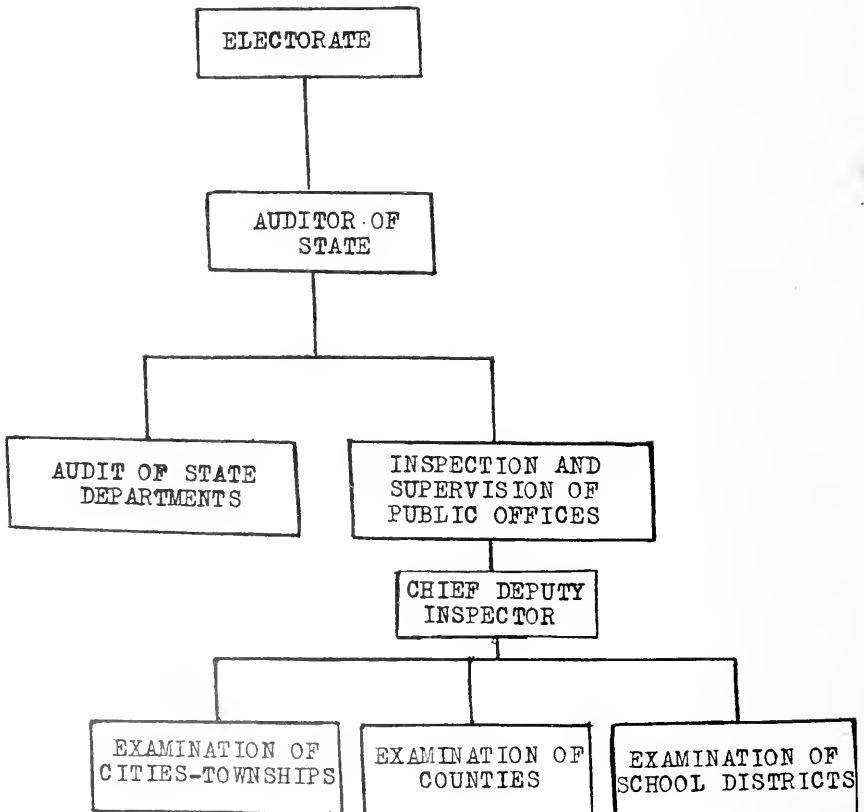 ELECTORATE
AUDITOR OF
STATE
AUDIT OF STATE
DEPARTMENTS
INSPECTION AND
SUPERVISION OF
PUBLIC OFFICES
CHIEF DEPUTY
INSPECTOR
EXAMINATION OF
CITIES-TOWNSHIPS
EXAMINATION OF
COUNTIES
EXAMINATION OF
SCHOOL DISTRICTS